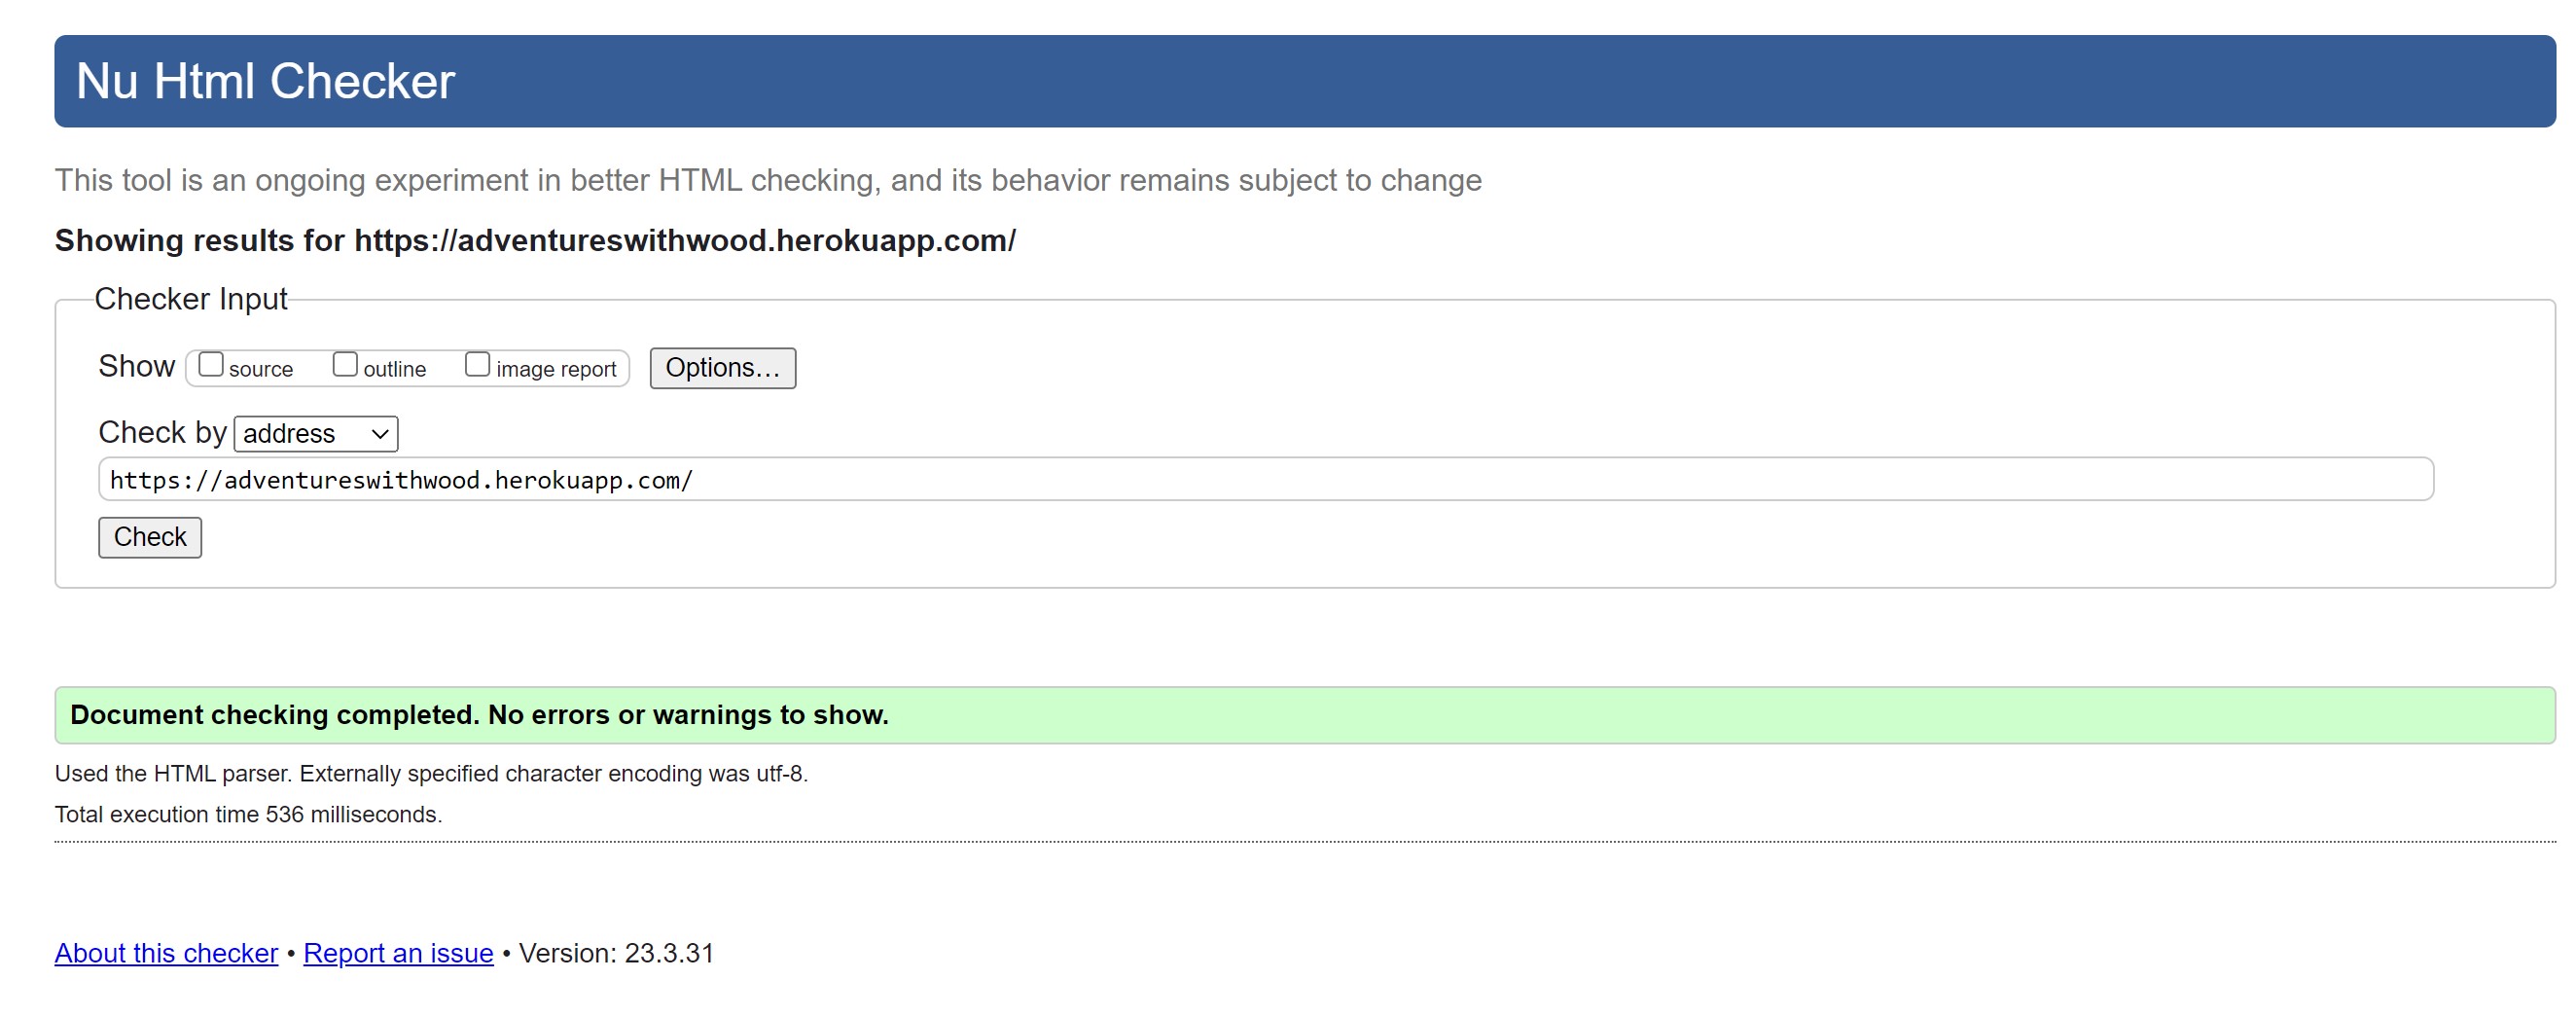 Nu Html Checker
This tool is an ongoing experiment in better HTML checking, and its behavior remains subject to change
Showing results for https://adventureswithwood.herokuapp.com/
Checker Input
Show source outline image report Options...
Check by address
https://adventureswithwood.herokuapp.com/
Check
Document checking completed. No errors or warnings to show.
Used the HTML parser. Externally specified character encoding was utf-8.
Total execution time 536 milliseconds.
About this checker • Report an issue • Version: 23.3.31